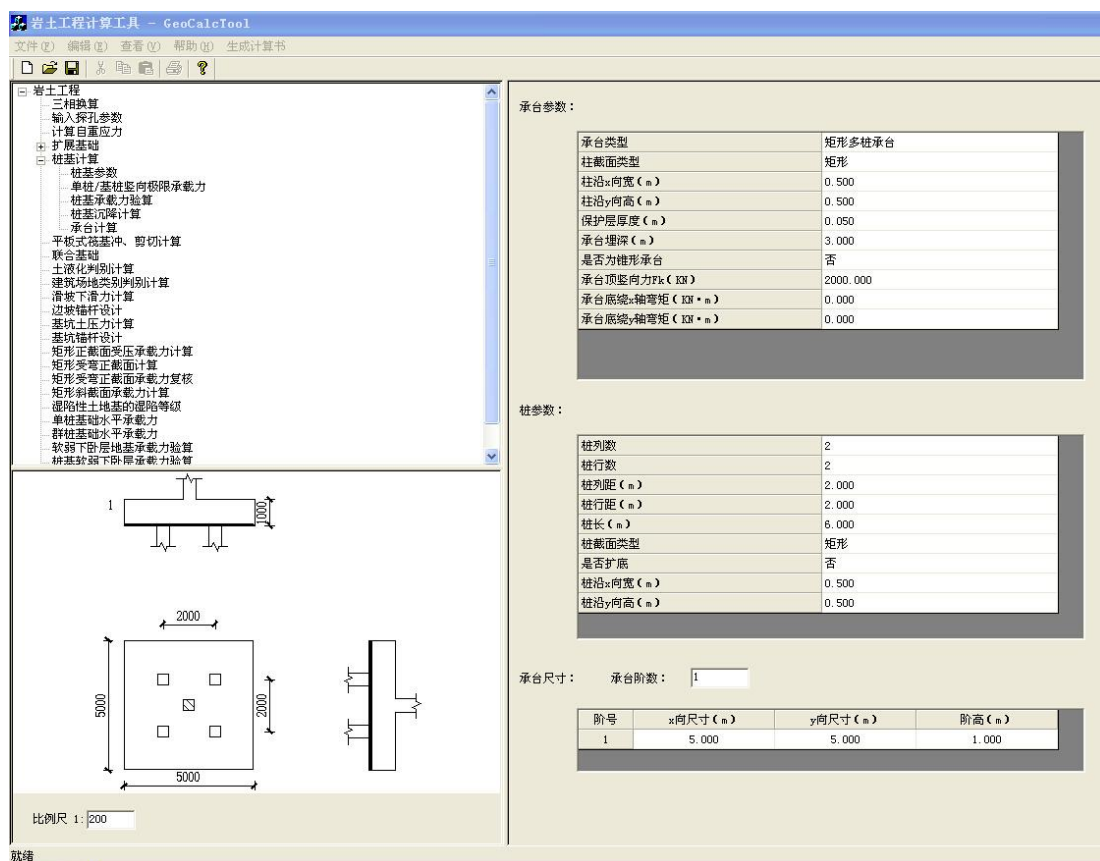 岩土工程计算工具 - GeoCalcTool
文件(F) 编辑(E) 查看(V) 帮助(H) 生成计算书
岩土工程
三相换算
输入探孔参数
计算自重应力
扩展基础
桩基计算
桩基参数
单桩/基桩竖向极限承载力
桩基承载力验算
桩基沉降计算
承台计算
平板式筏基冲、剪切计算
联合基础
土液化判别计算
建筑场地类别判别计算
滑坡下滑力计算
边坡锚杆设计
基坑土压力计算
基坑锚杆设计
矩形正截面受压承载力计算
矩形受弯正截面计算
矩形受弯正截面承载力复核
矩形斜截面承载力计算
湿陷性土地基的湿陷等级
单桩基础水平承载力
群桩基础水平承载力
软弱下卧层地基承载力验算
桩基软弱下卧层承载力验算
1
1000
2000
5000
2000
5000
比例尺 1: 200
承台参数：
承台类型 矩形多桩承台
柱截面类型 矩形
柱沿x向宽(m) 0.500
柱沿y向高(m) 0.500
保护层厚度(m) 0.050
承台埋深(m) 3.000
是否为锥形承台 否
承台顶竖向力Fk(KN) 2000.000
承台底绕x轴弯矩(KN·m) 0.000
承台底绕y轴弯矩(KN·m) 0.000
桩参数：
桩列数 2
桩行数 2
桩列距(m) 2.000
桩行距(m) 2.000
桩长(m) 6.000
桩截面类型 矩形
是否扩底 否
桩沿x向宽(m) 0.500
桩沿y向高(m) 0.500
承台尺寸： 承台阶数： 1
阶号 x向尺寸(m) y向尺寸(m) 阶高(m)
1 5.000 5.000 1.000
就绪